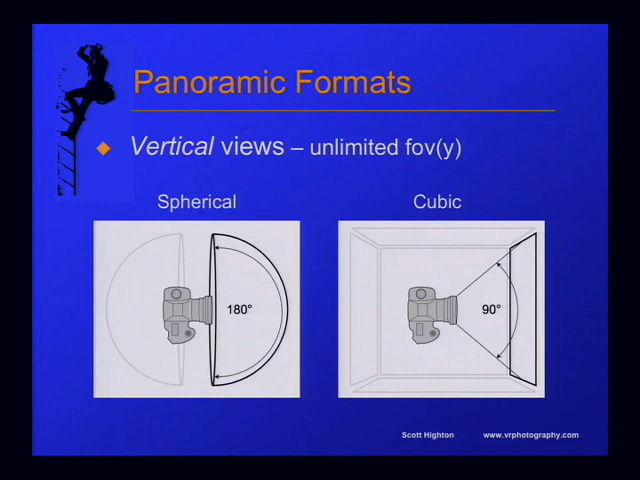 Panoramic Formats
Vertical views – unlimited fov(y)
Spherical
Cubic
180°
90°
Scott Highton
www.vrphotography.com